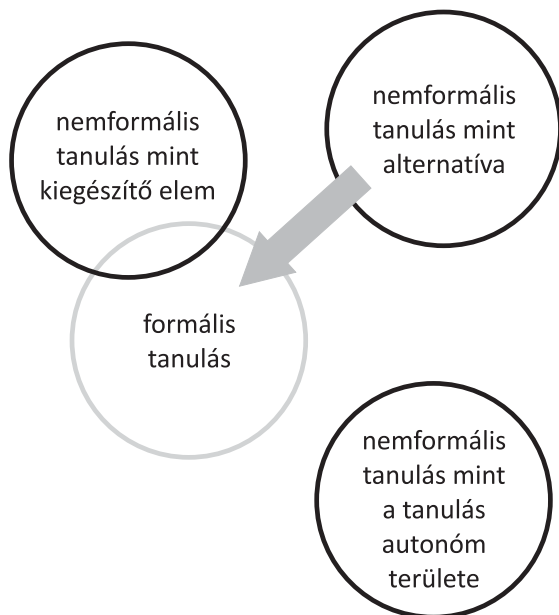 nemformális
tanulás mint
kiegészítő elem
nemformális
tanulás mint
alternatíva
formális
tanulás
nemformális
tanulás mint
a tanulás
autonóm
területe